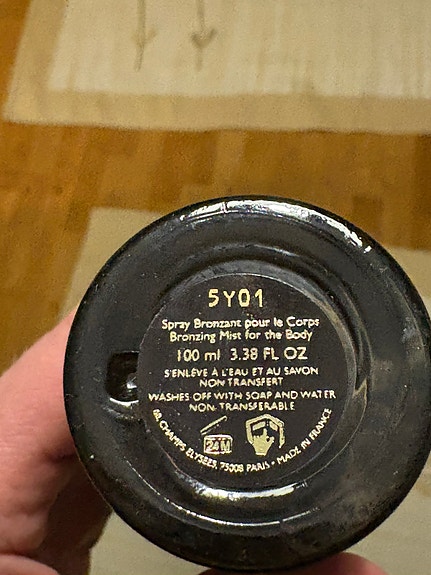 5Y01
Spray Bronzant pour le Corps
Bronzing Mist for the Body
100 ml 3.38 FL OZ
S'ENLÈVE À L'EAU ET AU SAVON
NON TRANSFERT
WASHES OFF WITH SOAP AND WATER
NON TRANSFERABLE
24M
68, CHAMPS ELYSÉES, 75008 PARIS • MADE IN FRANCE